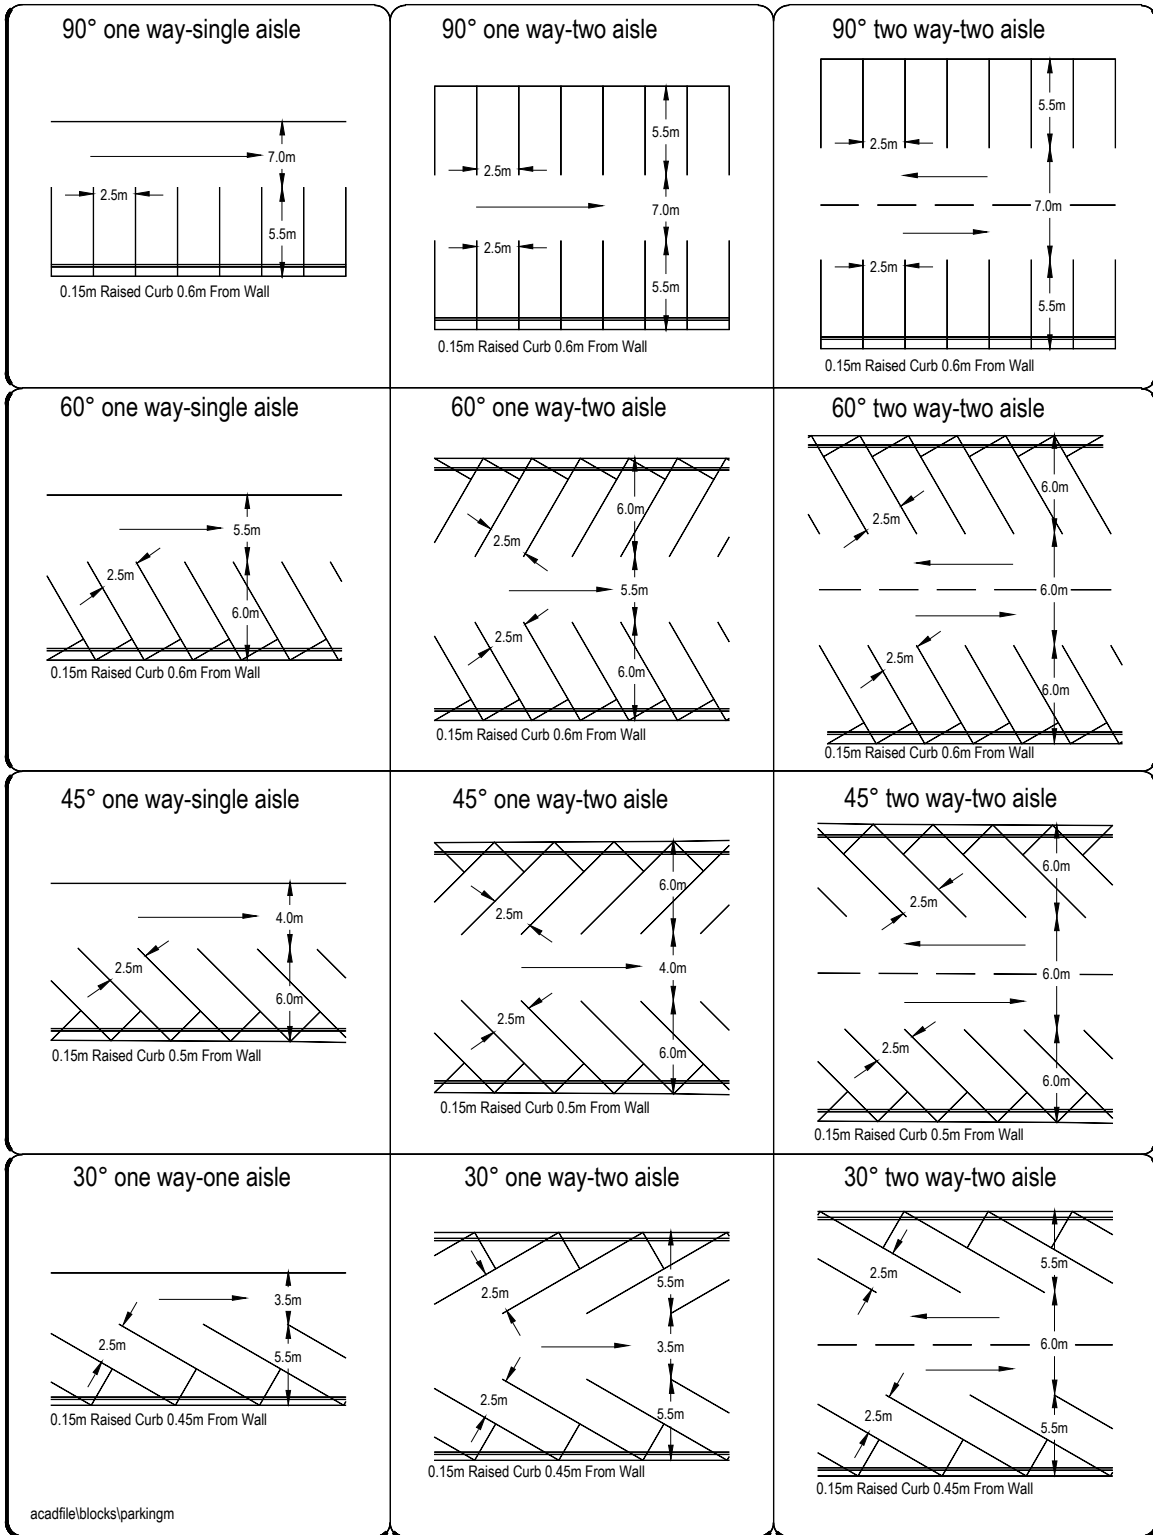 90° one way-single aisle
7.0m
2.5m
5.5m
0.15m Raised Curb 0.6m From Wall
90° one way-two aisle
5.5m
2.5m
7.0m
2.5m
5.5m
0.15m Raised Curb 0.6m From Wall
90° two way-two aisle
5.5m
2.5m
7.0m
2.5m
5.5m
0.15m Raised Curb 0.6m From Wall
60° one way-single aisle
5.5m
2.5m
6.0m
0.15m Raised Curb 0.6m From Wall
60° one way-two aisle
6.0m
2.5m
5.5m
2.5m
6.0m
0.15m Raised Curb 0.6m From Wall
60° two way-two aisle
6.0m
2.5m
6.0m
2.5m
6.0m
0.15m Raised Curb 0.6m From Wall
45° one way-single aisle
4.0m
2.5m
6.0m
0.15m Raised Curb 0.5m From Wall
45° one way-two aisle
6.0m
2.5m
4.0m
2.5m
6.0m
0.15m Raised Curb 0.5m From Wall
45° two way-two aisle
6.0m
2.5m
6.0m
2.5m
6.0m
0.15m Raised Curb 0.5m From Wall
30° one way-one aisle
3.5m
2.5m
5.5m
0.15m Raised Curb 0.45m From Wall
30° one way-two aisle
5.5m
2.5m
3.5m
2.5m
5.5m
0.15m Raised Curb 0.45m From Wall
30° two way-two aisle
5.5m
2.5m
6.0m
2.5m
5.5m
0.15m Raised Curb 0.45m From Wall
acadfile\blocks\parkingm